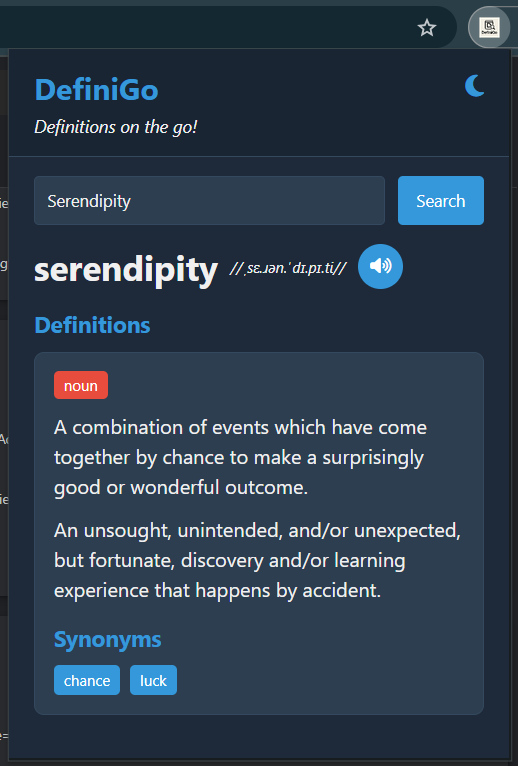 DefiniGo
Definitions on the go!
Serendipity
Search
serendipity //ˌsɛ.ɹən.ˈdɪ.pɪ.ti//
Definitions
noun
A combination of events which have come
together by chance to make a surprisingly
good or wonderful outcome.
An unsought, unintended, and/or unexpected,
but fortunate, discovery and/or learning
experience that happens by accident.
Synonyms
chance luck